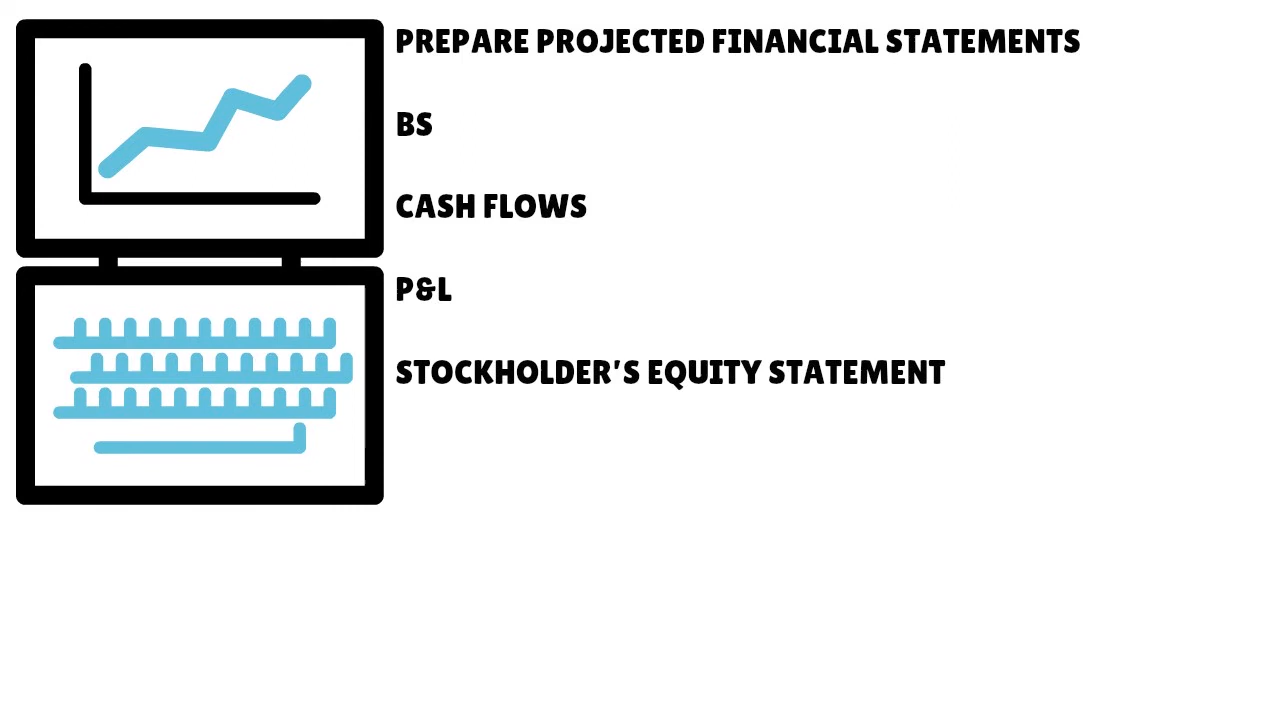 PREPARE PROJECTED FINANCIAL STATEMENTS
BS
CASH FLOWS
P&L
STOCKHOLDER'S EQUITY STATEMENT